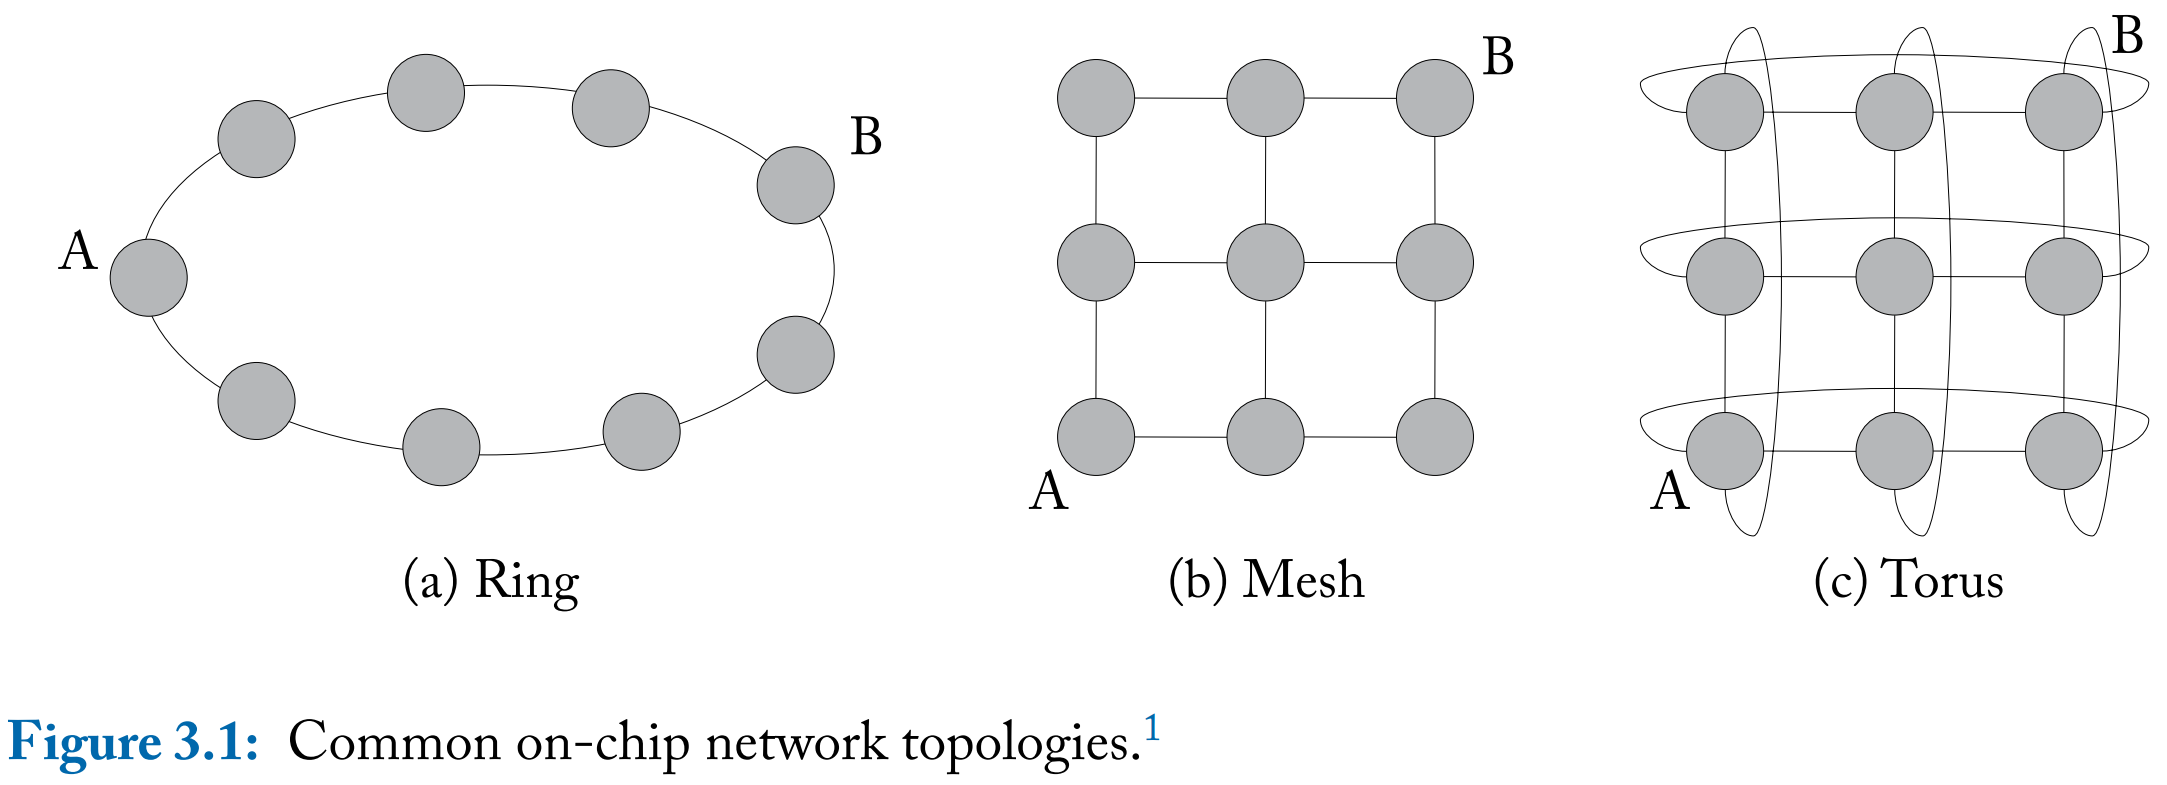 A
B
(a) Ring
B
A
(b) Mesh
B
A
(c) Torus
Figure 3.1: Common on-chip network topologies.1